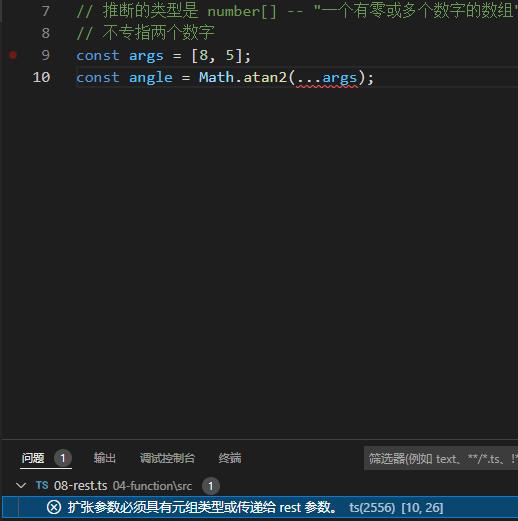 7 // 推断的类型是 number[] -- "一个有零或多个数字的数组"
8 // 不专指两个数字
9 const args = [8, 5];
10 const angle = Math.atan2(...args);
问题 1 输出 调试控制台 终端 筛选器(例如 text、**/*.ts、!*
TS 08-rest.ts 04-function\src 1
扩张参数必须具有元组类型或传递给 rest 参数。 ts(2556) [10, 26]